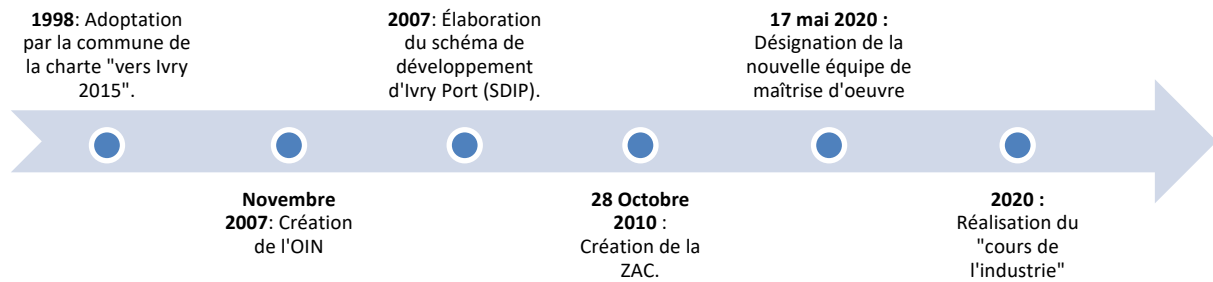 1998: Adoptation
par la commune de
la charte "vers Ivry
2015".
Novembre
2007: Création
de l'OIN
2007: Élaboration
du schéma de
développement
d'Ivry Port (SDIP).
28 Octobre
2010 :
Création de la
ZAC.
17 mai 2020 :
Désignation de la
nouvelle équipe de
maîtrise d'oeuvre
2020 :
Réalisation du
"cours de
l'industrie"